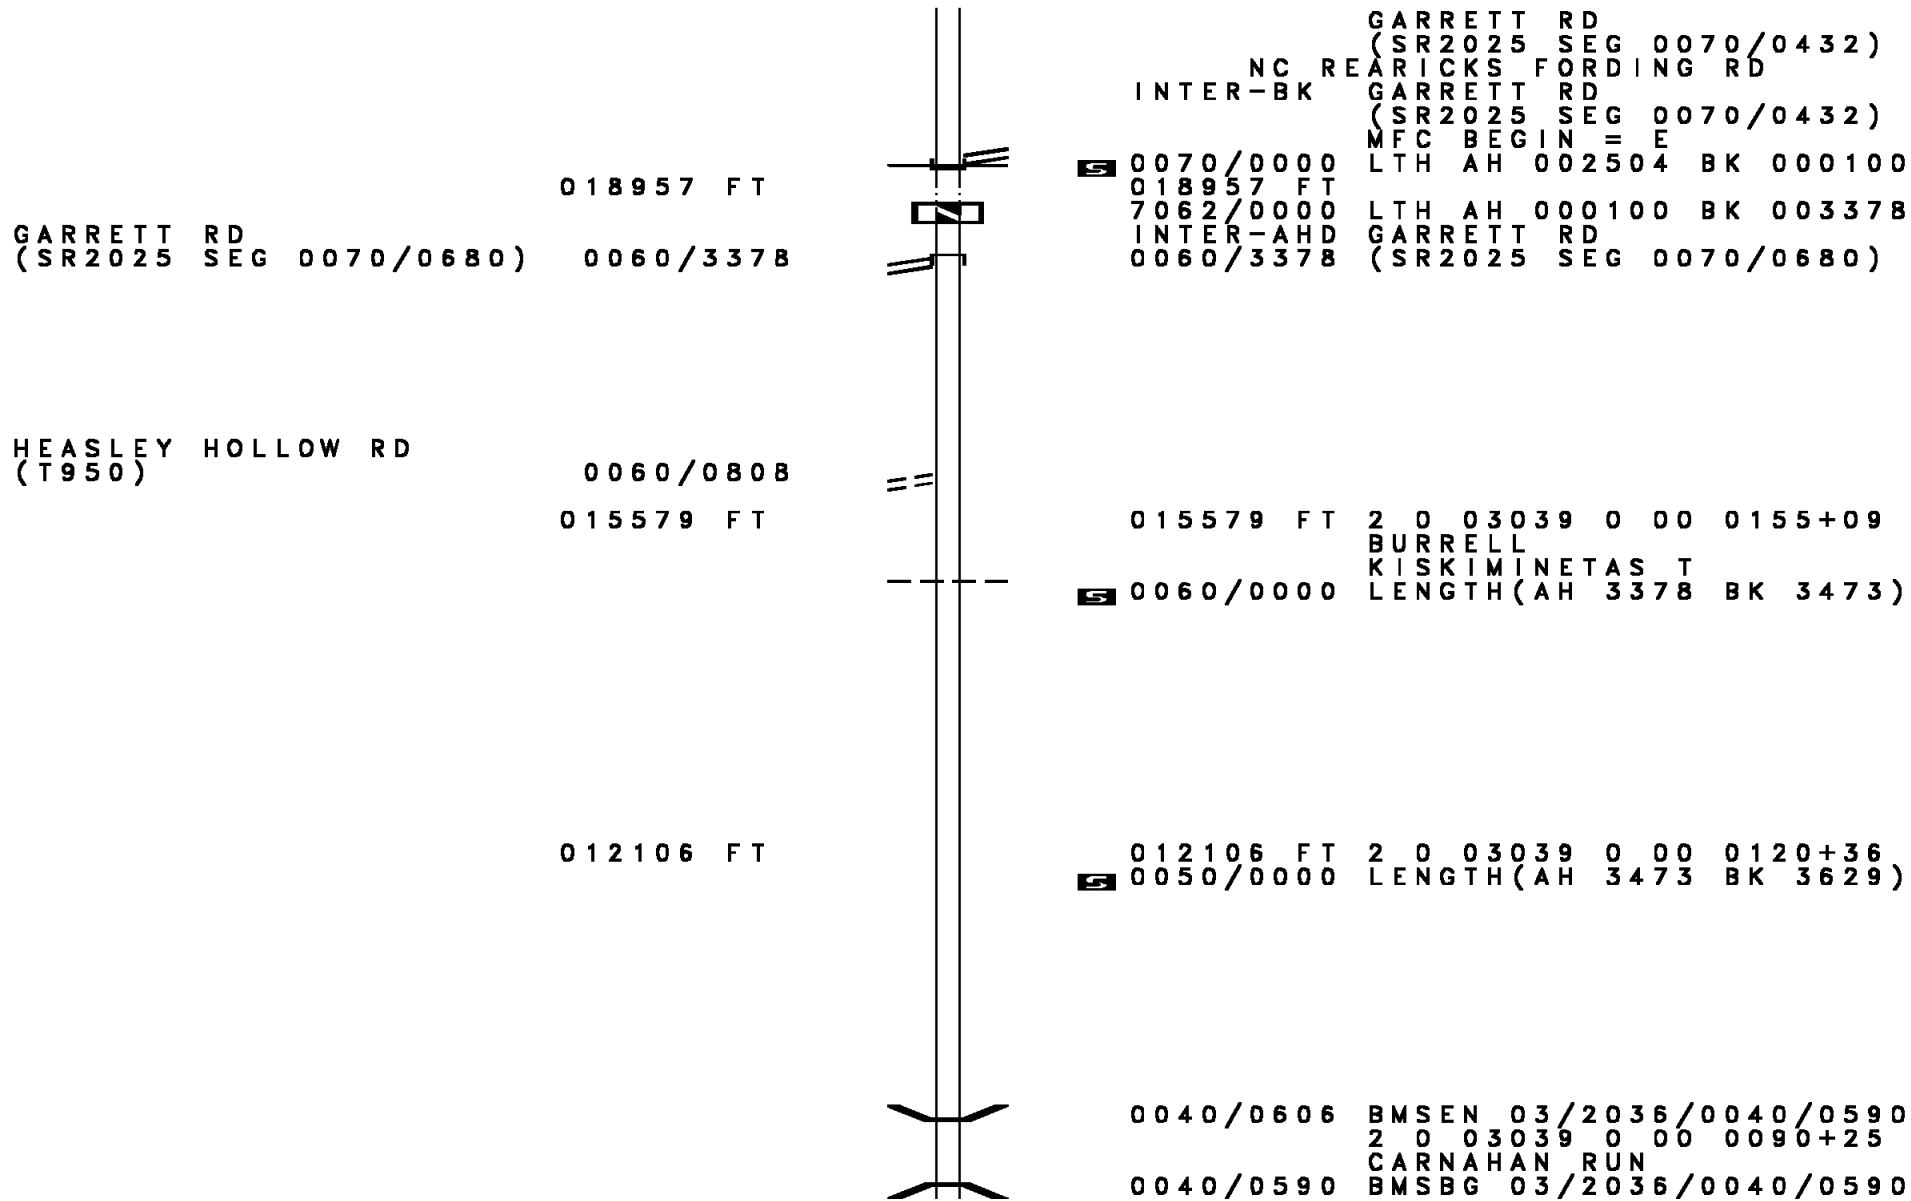 GARRETT RD
(SR2025 SEG 0070/0432)
NC REARICKS FORDING RD
INTER-BK GARRETT RD
(SR2025 SEG 0070/0432)
MFC BEGIN = E
S 0070/0000 LTH AH 002504 BK 000100
018957 FT 018957 FT
7062/0000 LTH AH 000100 BK 003378
GARRETT RD INTER-AHD GARRETT RD
(SR2025 SEG 0070/0680) 0060/3378 0060/3378 (SR2025 SEG 0070/0680)
HEASLEY HOLLOW RD
(T950) 0060/0808
015579 FT 015579 FT 2 0 03039 0 00 0155+09
BURRELL
KISKIMINETAS T
S 0060/0000 LENGTH(AH 3378 BK 3473)
012106 FT 012106 FT 2 0 03039 0 00 0120+36
S 0050/0000 LENGTH(AH 3473 BK 3629)
0040/0606 BMSEN 03/2036/0040/0590
2 0 03039 0 00 0090+25
CARNAHAN RUN
0040/0590 BMSBG 03/2036/0040/0590